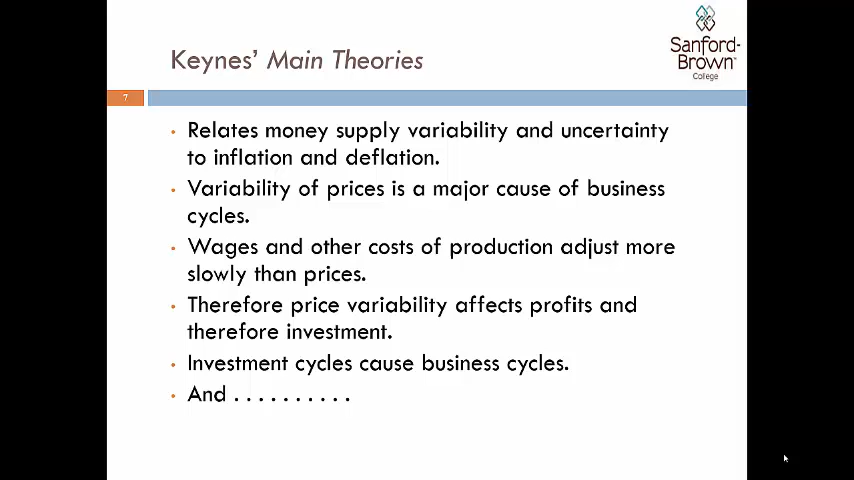 Keynes' Main Theories
Sanford-
Brown™
College
7
• Relates money supply variability and uncertainty
to inflation and deflation.
• Variability of prices is a major cause of business
cycles.
• Wages and other costs of production adjust more
slowly than prices.
• Therefore price variability affects profits and
therefore investment.
• Investment cycles cause business cycles.
• And . . . . . . . . . .